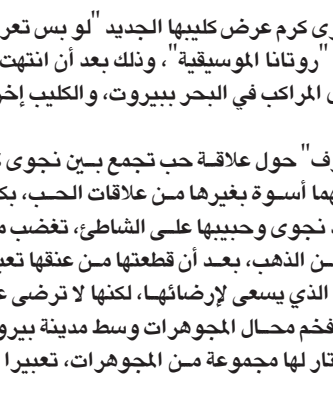 ى كرم عرض كليبها الجديد "لو بس تعر
"روتانا الموسيقية"، وذلك بعد أن انتهت
المراكب في البحر ببيروت، والكليب إخر
ف" حول علاقة حب تجمع بين نجوى
هما أسوة بغيرها من علاقات الحب، بك
نجوى وحبيبها على الشاطئ، تغضب م
ـن الذهب، بعد أن قطعتها من عنقها تعب
الذي يسعى لإرضائها، لكنها لا ترضى ع
فخم محال المجوهرات وسط مدينة بيرو
تار لها مجموعة من المجوهرات، تعبيرا